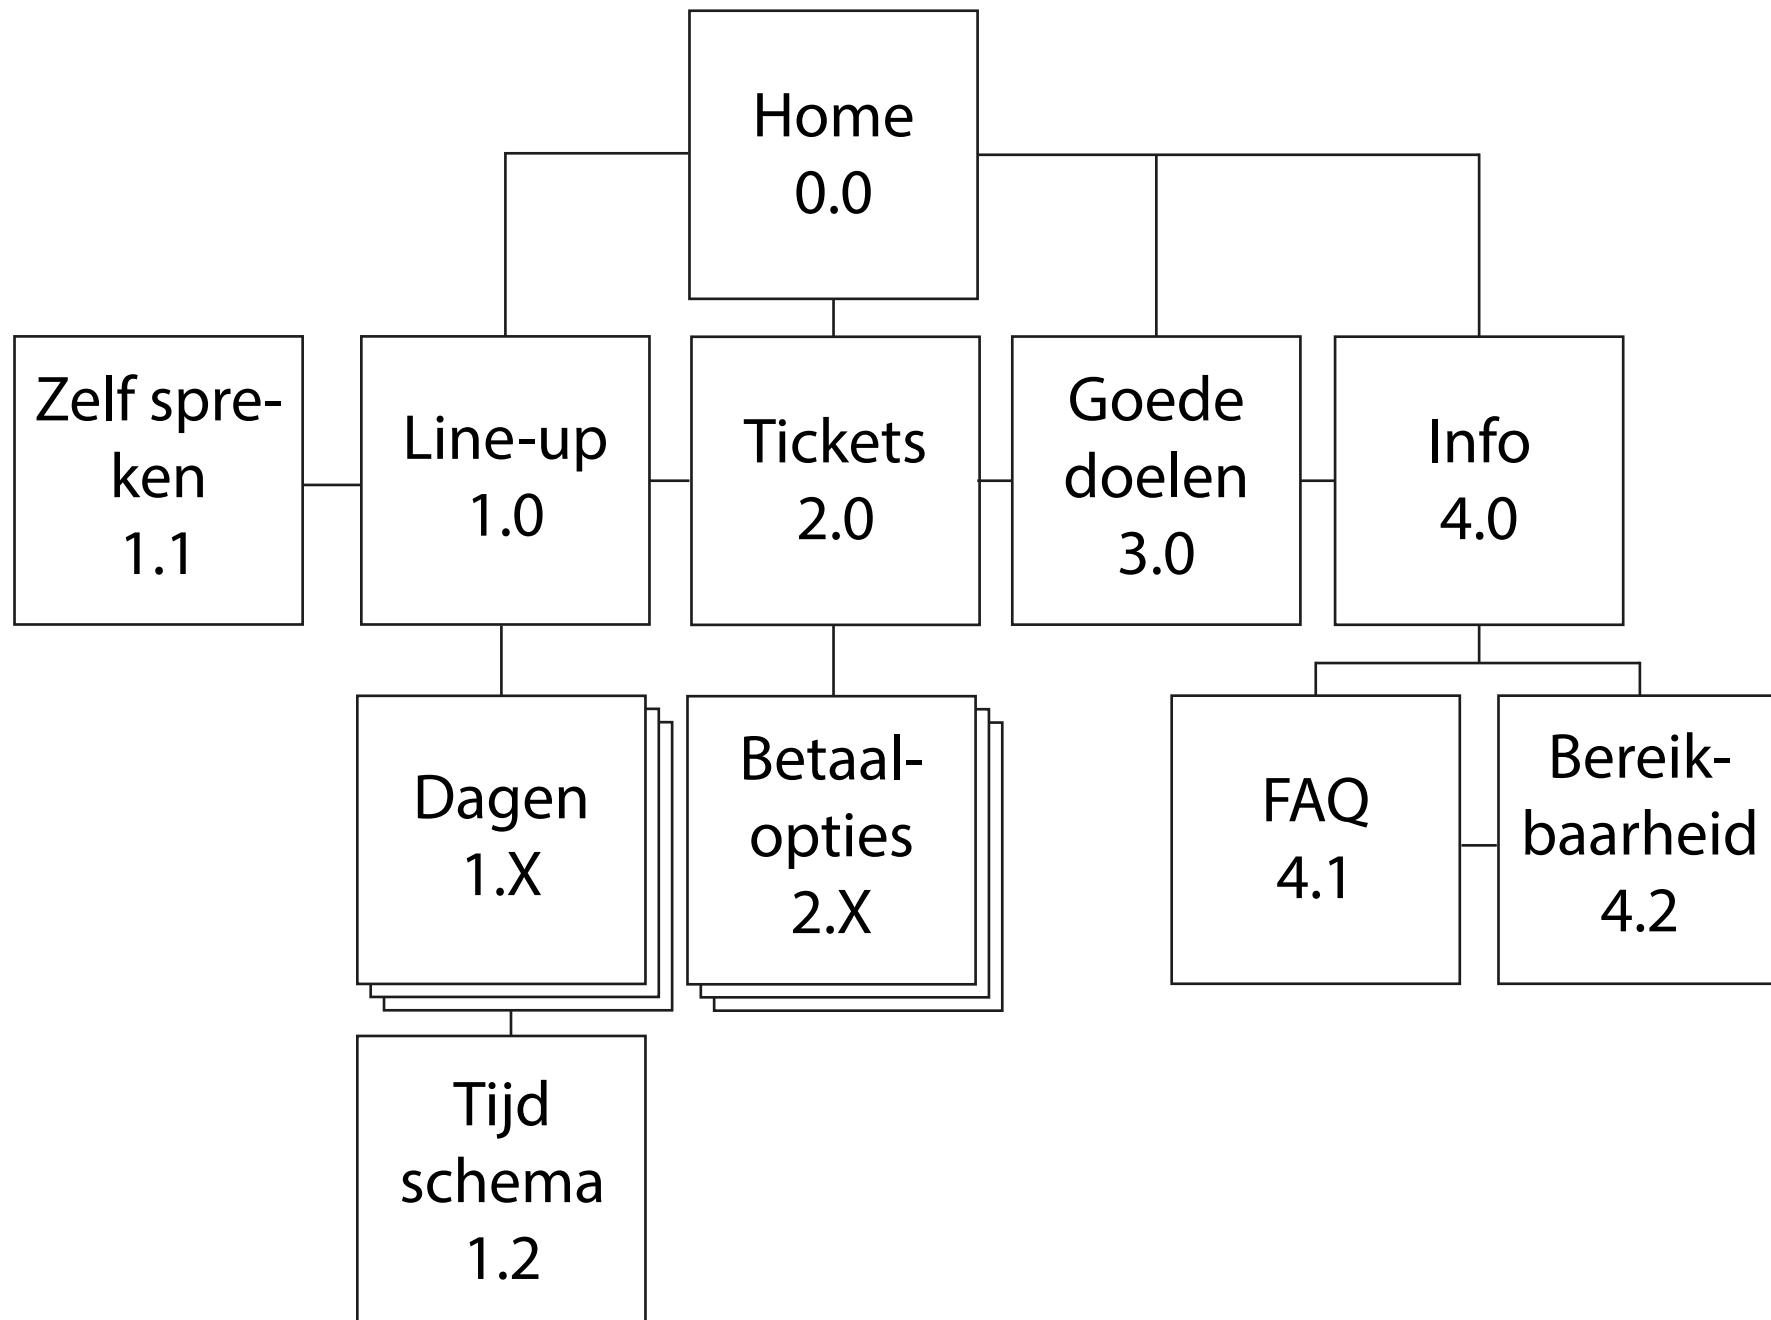 Home
0.0
Zelf spre-
ken
1.1
Line-up
1.0
Tickets
2.0
Goede
doelen
3.0
Info
4.0
Dagen
1.X
Betaal-
opties
2.X
FAQ
4.1
Bereik-
baarheid
4.2
Tijd
schema
1.2